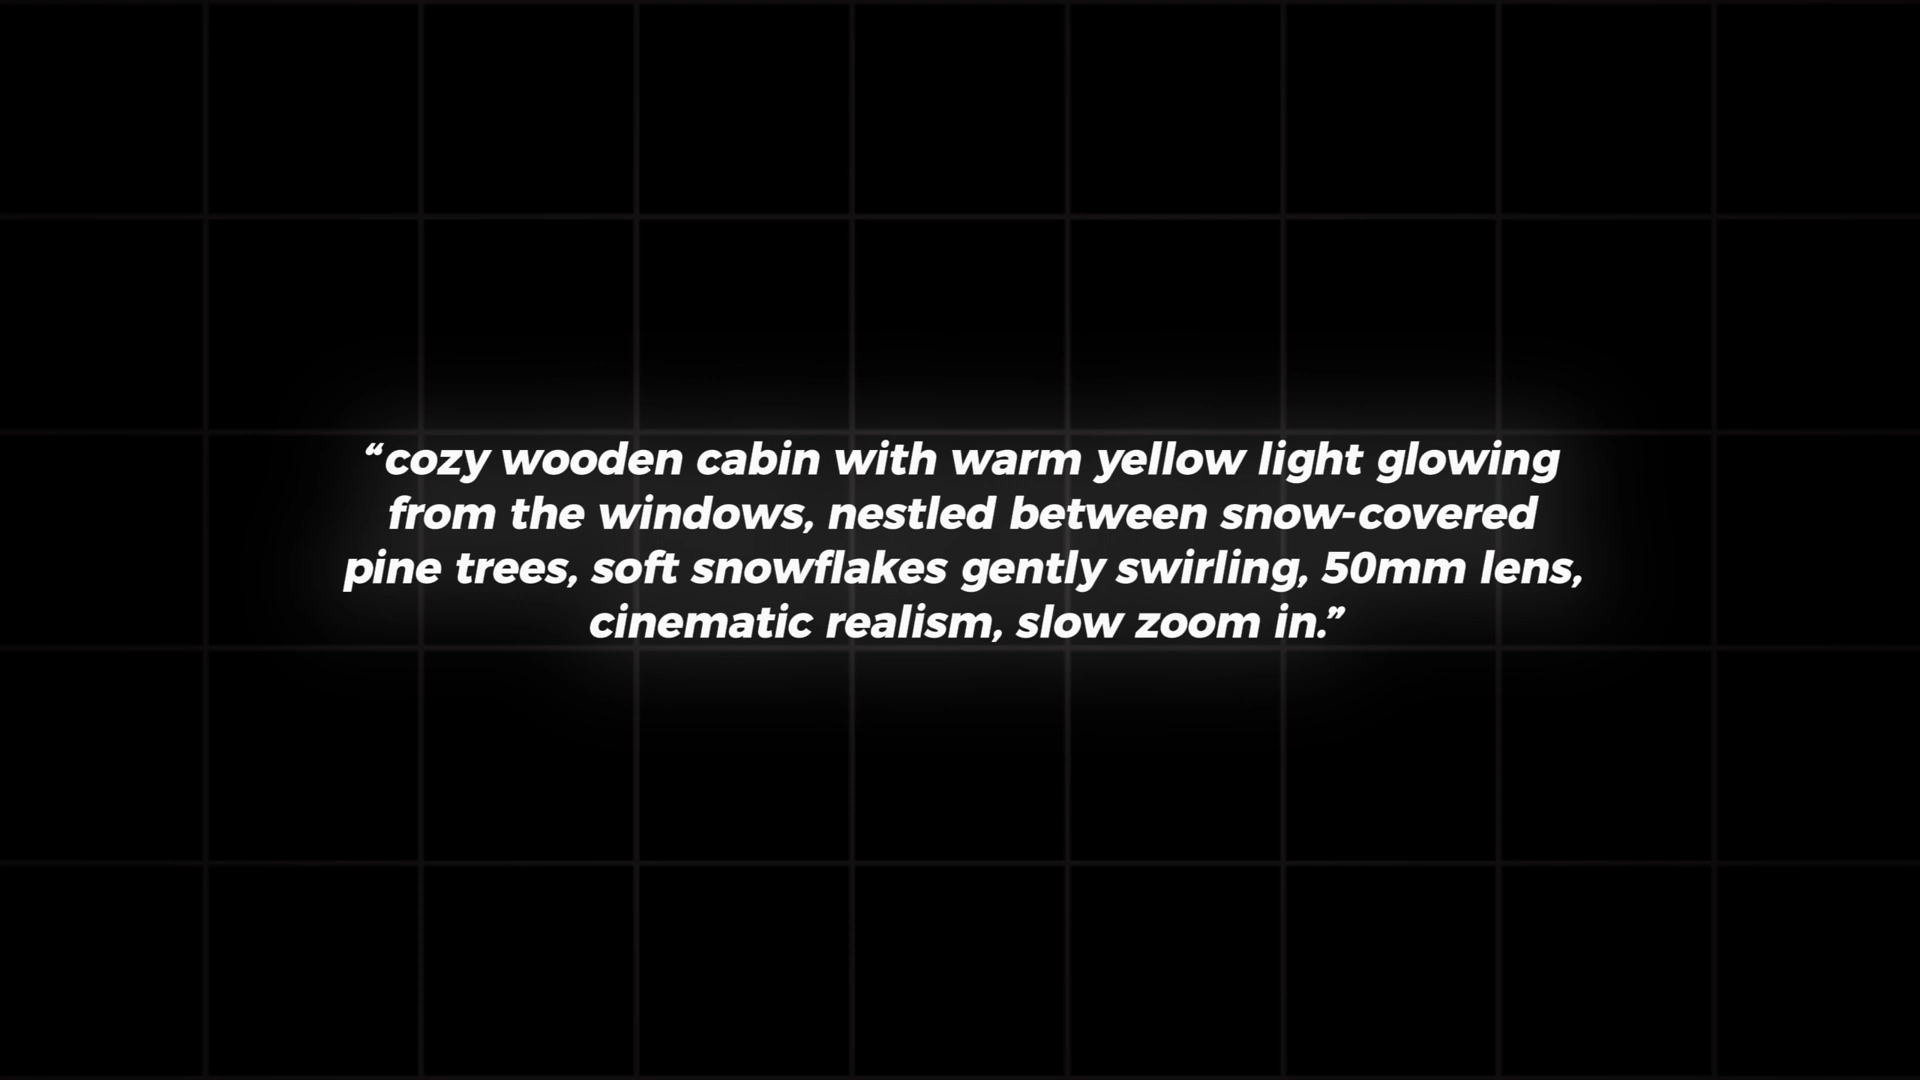 “cozy wooden cabin with warm yellow light glowing
from the windows, nestled between snow-covered
pine trees, soft snowflakes gently swirling, 50mm lens,
cinematic realism, slow zoom in.”